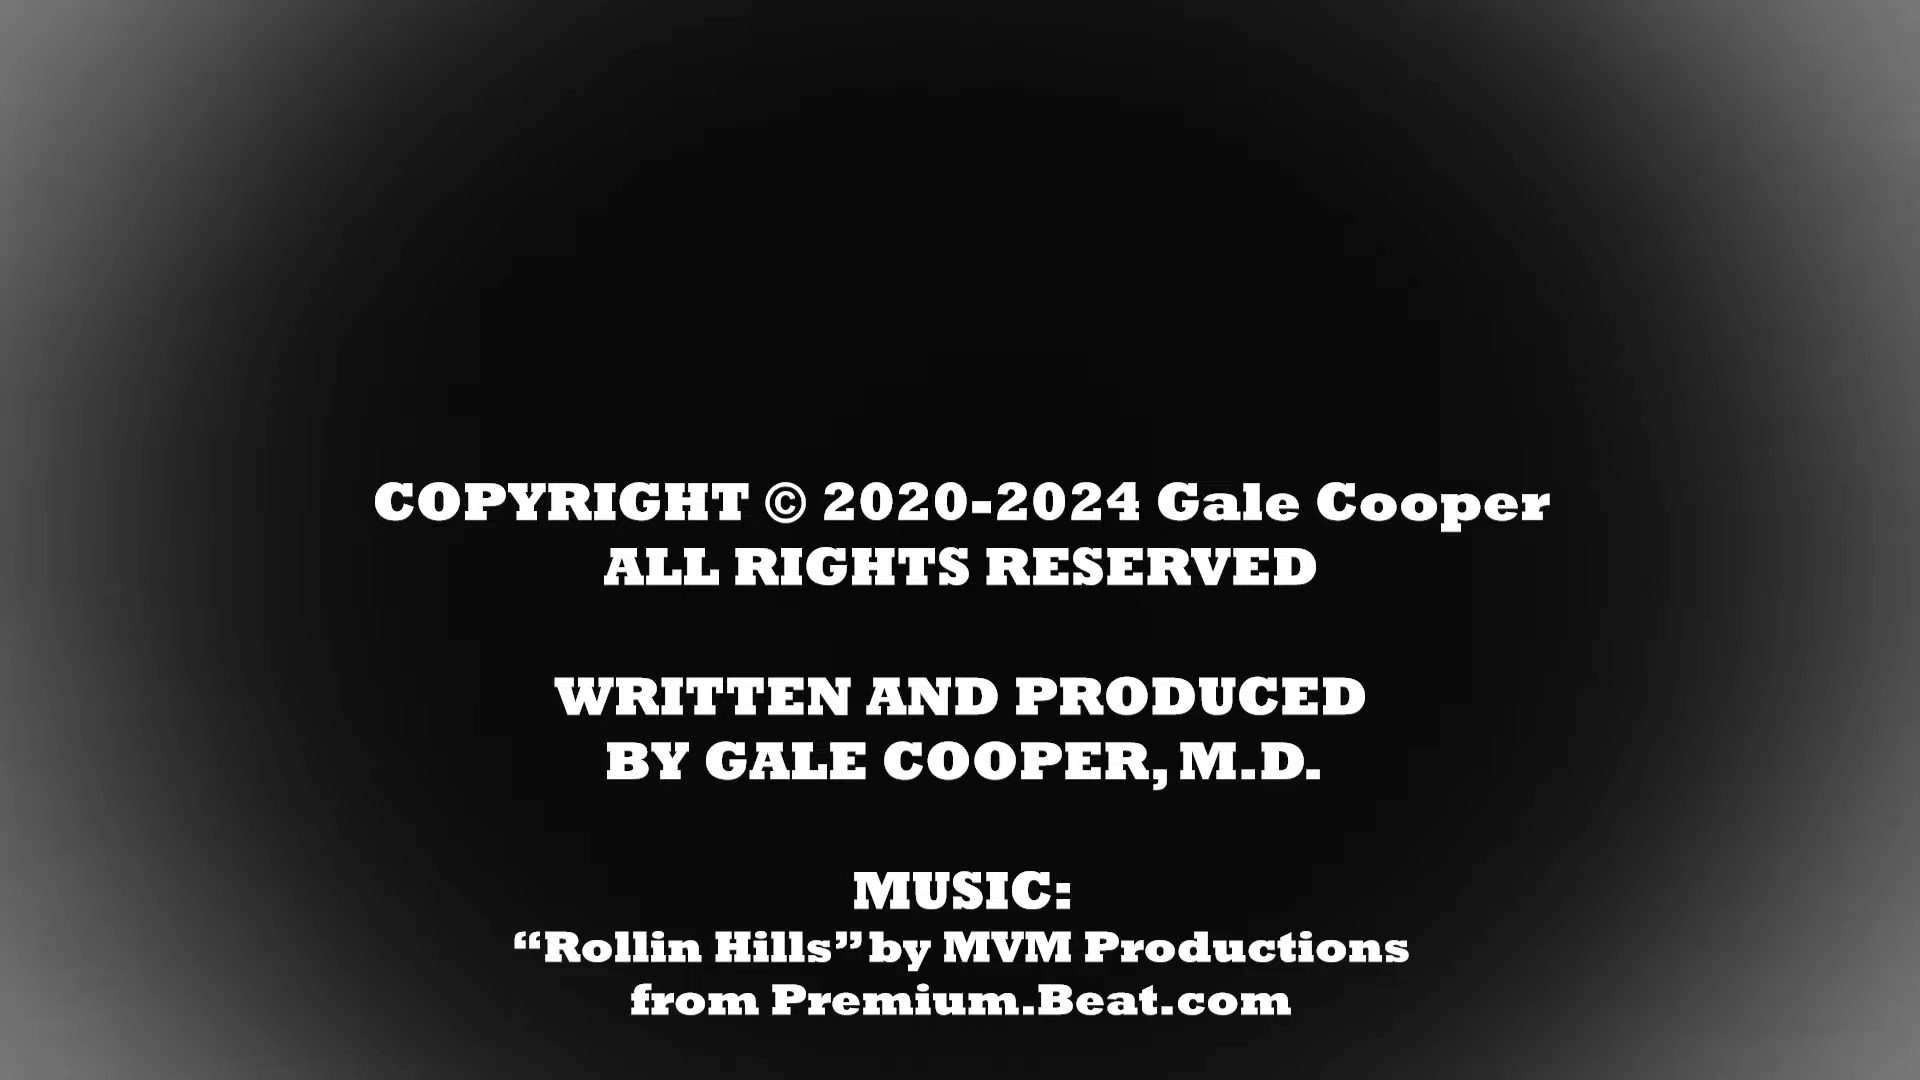 COPYRIGHT © 2020-2024 Gale Cooper
ALL RIGHTS RESERVED
WRITTEN AND PRODUCED
BY GALE COOPER, M.D.
MUSIC:
“Rollin Hills” by MVM Productions
from Premium.Beat.com